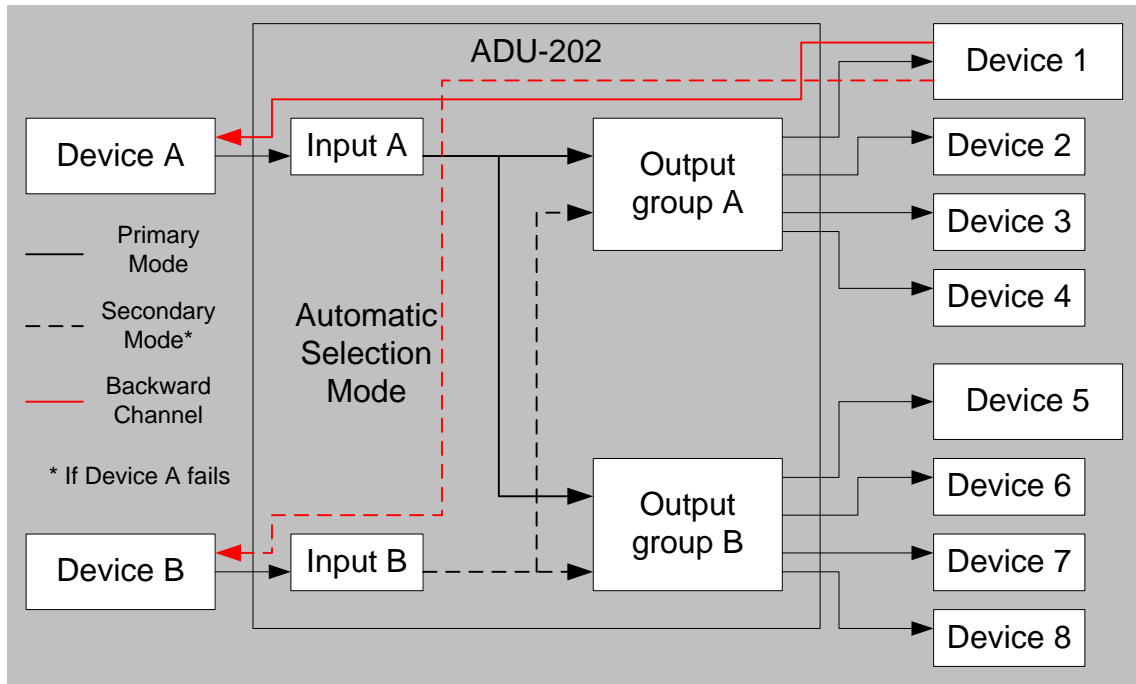 ADU-202
Device A
Input A
Output
group A
Device 1
Device 2
Device 3
Device 4
Primary
Mode
Secondary
Mode*
Backward
Channel
* If Device A fails
Automatic
Selection
Mode
Device B
Input B
Output
group B
Device 5
Device 6
Device 7
Device 8